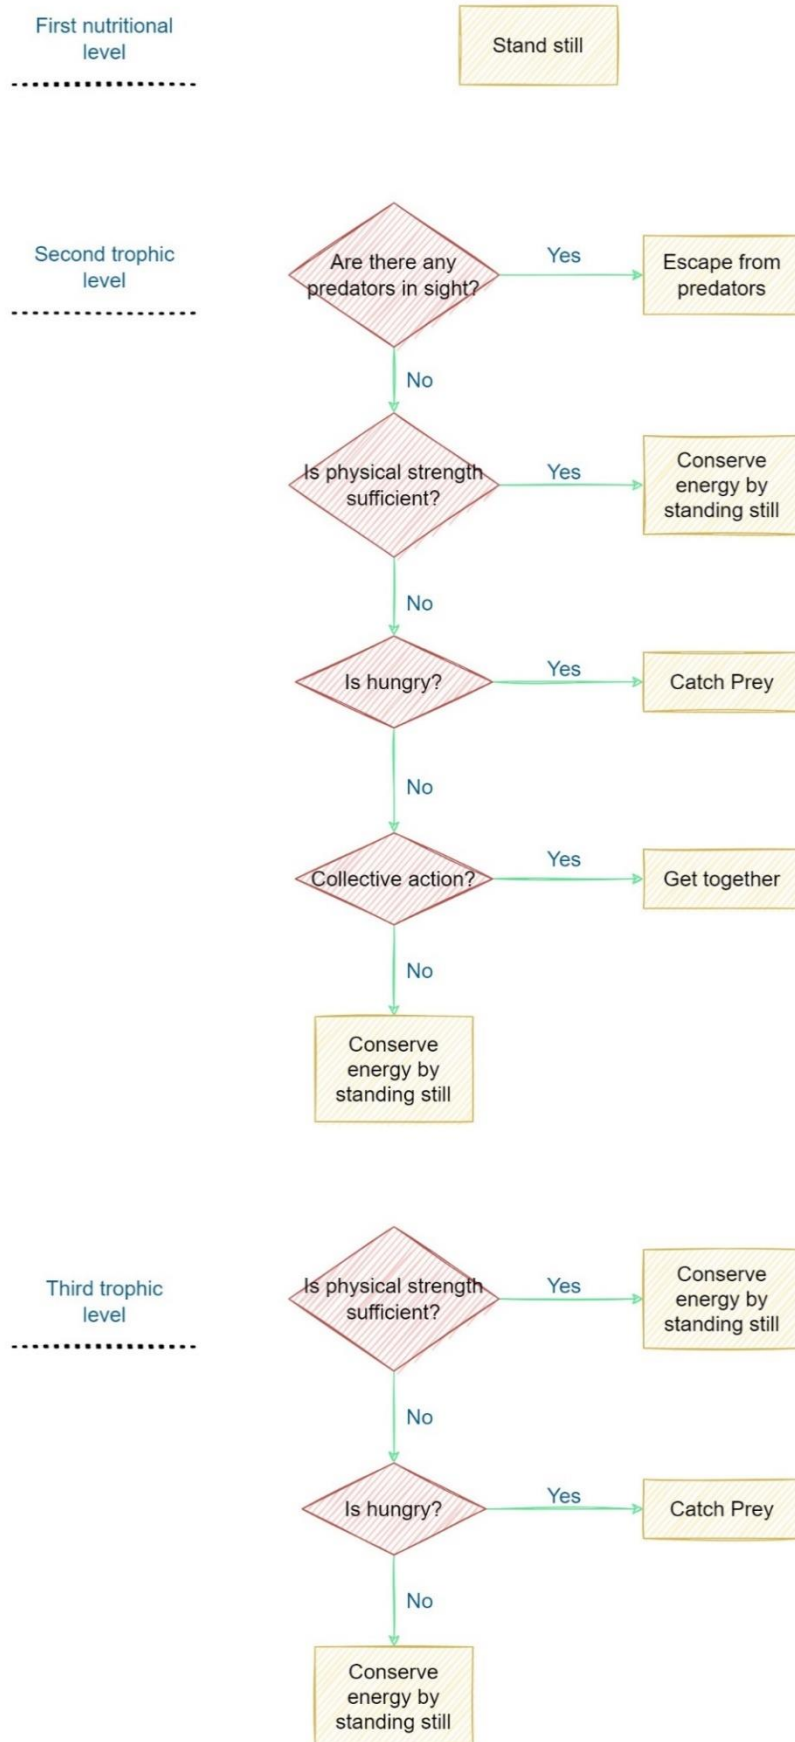 First nutritional
level
Stand still
Second trophic
level
Are there any
predators in sight?
Yes
Escape from
predators
No
Is physical strength
sufficient?
Yes
Conserve
energy by
standing still
No
Is hungry?
Yes
Catch Prey
No
Collective action?
Yes
Get together
No
Conserve
energy by
standing still
Third trophic
level
Is physical strength
sufficient?
Yes
Conserve
energy by
standing still
No
Is hungry?
Yes
Catch Prey
No
Conserve
energy by
standing still